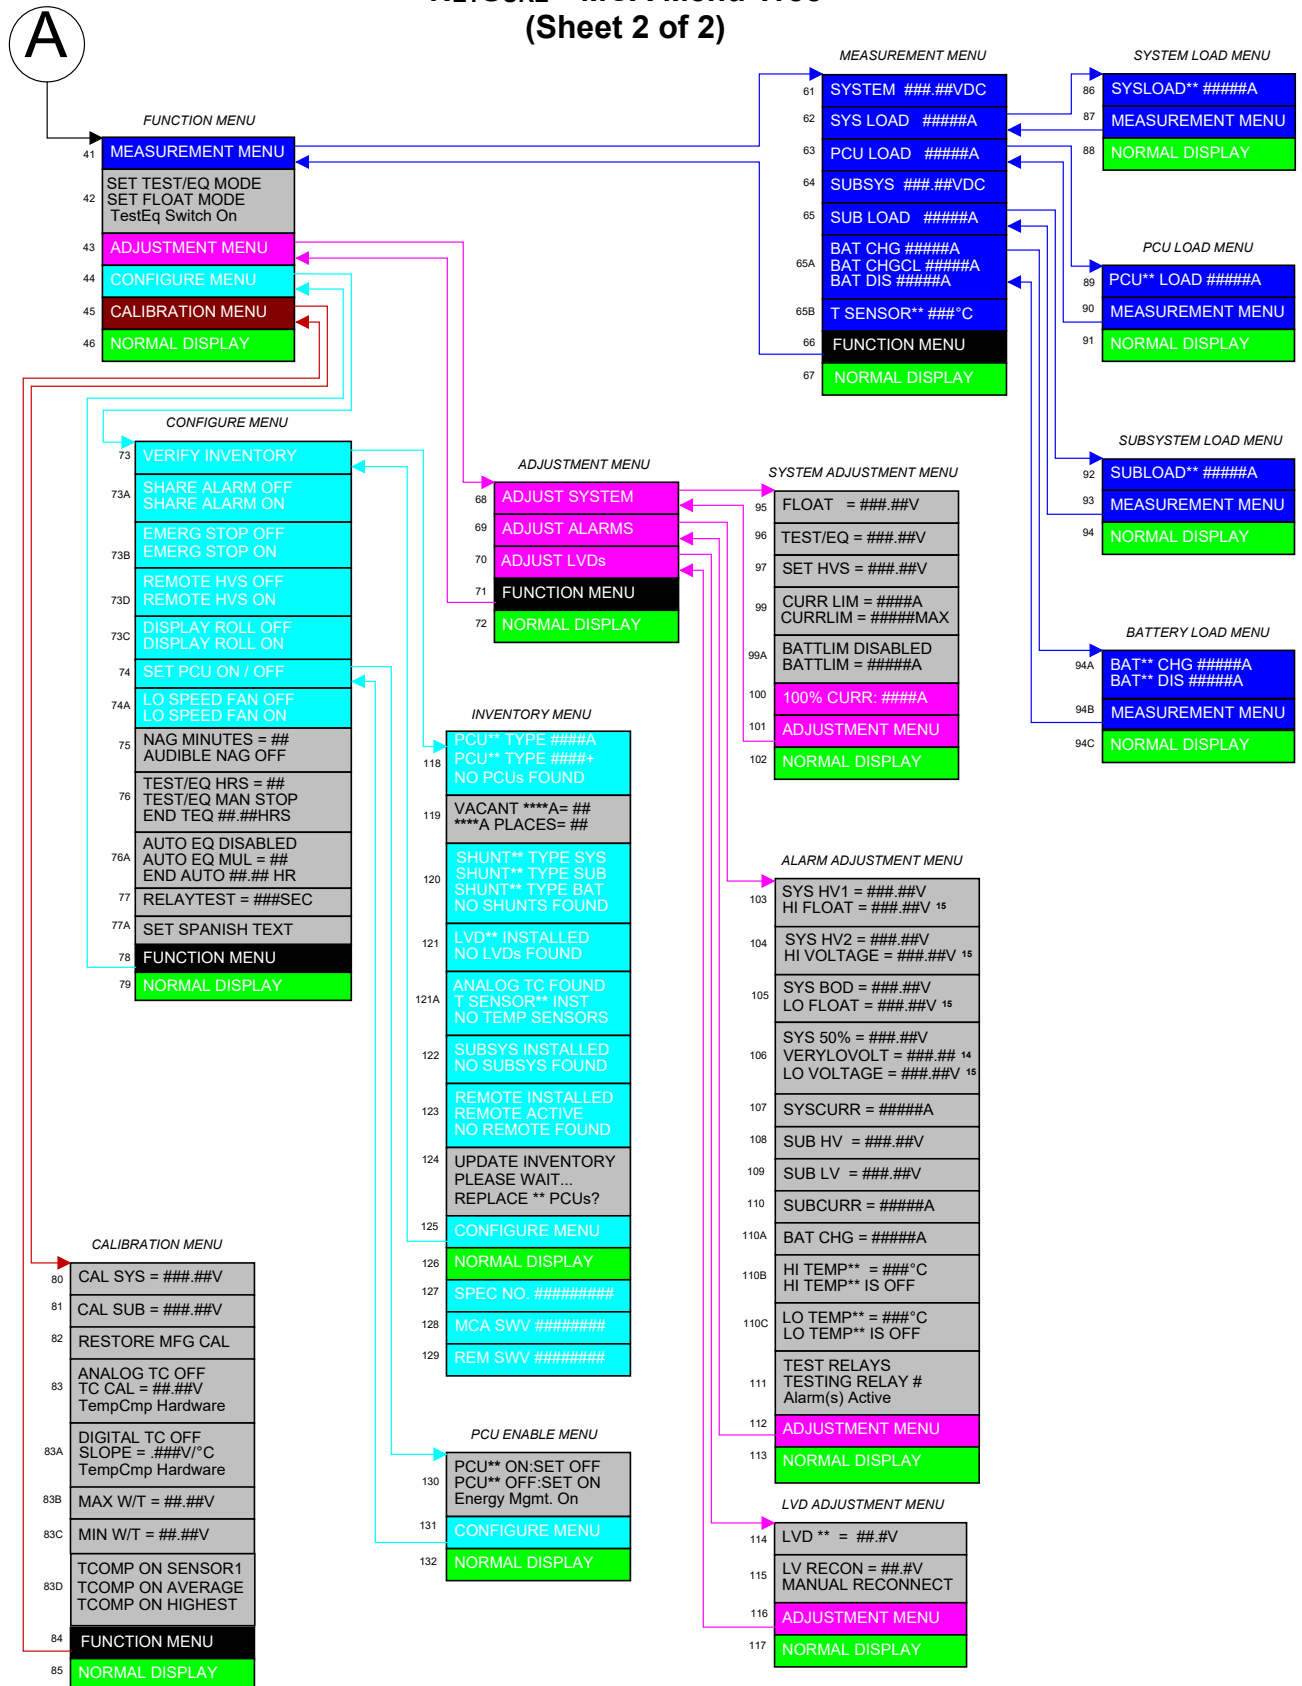 (Sheet 2 of 2)
A
FUNCTION MENU
41 MEASUREMENT MENU
42 SET TEST/EQ MODE
SET FLOAT MODE
TestEq Switch On
43 ADJUSTMENT MENU
44 CONFIGURE MENU
45 CALIBRATION MENU
46 NORMAL DISPLAY
MEASUREMENT MENU
61 SYSTEM ###.##VDC
62 SYS LOAD #####A
63 PCU LOAD #####A
64 SUBSYS ###.##VDC
65 SUB LOAD #####A
65A BAT CHG #####A
BAT CHGCL #####A
BAT DIS #####A
65B T SENSOR** ###°C
66 FUNCTION MENU
67 NORMAL DISPLAY
SYSTEM LOAD MENU
86 SYSLOAD** #####A
87 MEASUREMENT MENU
88 NORMAL DISPLAY
PCU LOAD MENU
89 PCU** LOAD #####A
90 MEASUREMENT MENU
91 NORMAL DISPLAY
SUBSYSTEM LOAD MENU
92 SUBLOAD** #####A
93 MEASUREMENT MENU
94 NORMAL DISPLAY
BATTERY LOAD MENU
94A BAT** CHG #####A
BAT** DIS #####A
94B MEASUREMENT MENU
94C NORMAL DISPLAY
CONFIGURE MENU
73 VERIFY INVENTORY
73A SHARE ALARM OFF
SHARE ALARM ON
73B EMERG STOP OFF
EMERG STOP ON
73D REMOTE HVS OFF
REMOTE HVS ON
73C DISPLAY ROLL OFF
DISPLAY ROLL ON
74 SET PCU ON / OFF
74A LO SPEED FAN OFF
LO SPEED FAN ON
75 NAG MINUTES = ##
AUDIBLE NAG OFF
76 TEST/EQ HRS = ##
TEST/EQ MAN STOP
END TEQ ##.##HRS
76A AUTO EQ DISABLED
AUTO EQ MUL = ##
END AUTO ##.## HR
77 RELAYTEST = ###SEC
77A SET SPANISH TEXT
78 FUNCTION MENU
79 NORMAL DISPLAY
ADJUSTMENT MENU
68 ADJUST SYSTEM
69 ADJUST ALARMS
70 ADJUST LVDs
71 FUNCTION MENU
72 NORMAL DISPLAY
SYSTEM ADJUSTMENT MENU
95 FLOAT = ###.##V
96 TEST/EQ = ###.##V
97 SET HVS = ###.##V
99 CURR LIM = ####A
CURRLIM = #####MAX
99A BATTLIM DISABLED
BATTLIM = #####A
100 100% CURR: ####A
101 ADJUSTMENT MENU
102 NORMAL DISPLAY
INVENTORY MENU
118 PCU** TYPE ####A
PCU** TYPE ####+
NO PCUs FOUND
119 VACANT ****A= ##
****A PLACES= ##
120 SHUNT** TYPE SYS
SHUNT** TYPE SUB
SHUNT** TYPE BAT
NO SHUNTS FOUND
121 LVD** INSTALLED
NO LVDs FOUND
121A ANALOG TC FOUND
T SENSOR** INST
NO TEMP SENSORS
122 SUBSYS INSTALLED
NO SUBSYS FOUND
123 REMOTE INSTALLED
REMOTE ACTIVE
NO REMOTE FOUND
124 UPDATE INVENTORY
PLEASE WAIT...
REPLACE ** PCUs?
125 CONFIGURE MENU
126 NORMAL DISPLAY
127 SPEC NO. #########
128 MCA SWV ########
129 REM SWV ########
ALARM ADJUSTMENT MENU
103 SYS HV1 = ###.##V
HI FLOAT = ###.##V 15
104 SYS HV2 = ###.##V
HI VOLTAGE = ###.##V 15
105 SYS BOD = ###.##V
LO FLOAT = ###.##V 15
106 SYS 50% = ###.##V
VERYLOVOLT = ###.## 14
LO VOLTAGE = ###.##V 15
107 SYSCURR = #####A
108 SUB HV = ###.##V
109 SUB LV = ###.##V
110 SUBCURR = #####A
110A BAT CHG = #####A
110B HI TEMP** = ###°C
HI TEMP** IS OFF
110C LO TEMP** = ###°C
LO TEMP** IS OFF
111 TEST RELAYS
TESTING RELAY #
Alarm(s) Active
112 ADJUSTMENT MENU
113 NORMAL DISPLAY
CALIBRATION MENU
80 CAL SYS = ###.##V
81 CAL SUB = ###.##V
82 RESTORE MFG CAL
83 ANALOG TC OFF
TC CAL = ##.##V
TempCmp Hardware
83A DIGITAL TC OFF
SLOPE = .###V/°C
TempCmp Hardware
83B MAX W/T = ##.##V
83C MIN W/T = ##.##V
83D TCOMP ON SENSOR1
TCOMP ON AVERAGE
TCOMP ON HIGHEST
84 FUNCTION MENU
85 NORMAL DISPLAY
PCU ENABLE MENU
130 PCU** ON:SET OFF
PCU** OFF:SET ON
Energy Mgmt. On
131 CONFIGURE MENU
132 NORMAL DISPLAY
LVD ADJUSTMENT MENU
114 LVD ** = ##.#V
115 LV RECON = ##.#V
MANUAL RECONNECT
116 ADJUSTMENT MENU
117 NORMAL DISPLAY